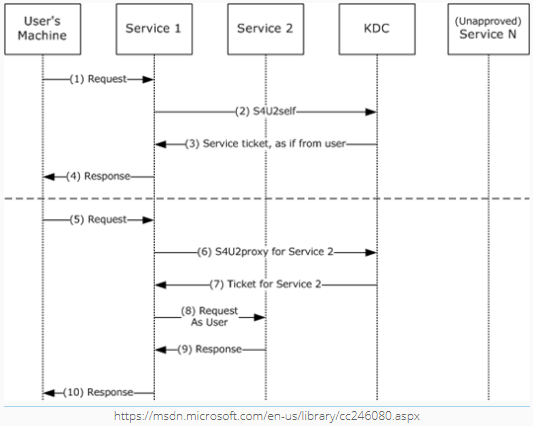 User's
Machine
Service 1
Service 2
KDC
(Unapproved)
Service N
(1) Request
(2) S4U2self
(3) Service ticket, as if from user
(4) Response
(5) Request
(6) S4U2proxy for Service 2
(7) Ticket for Service 2
(8) Request
As User
(9) Response
(10) Response
https://msdn.microsoft.com/en-us/library/cc246080.aspx